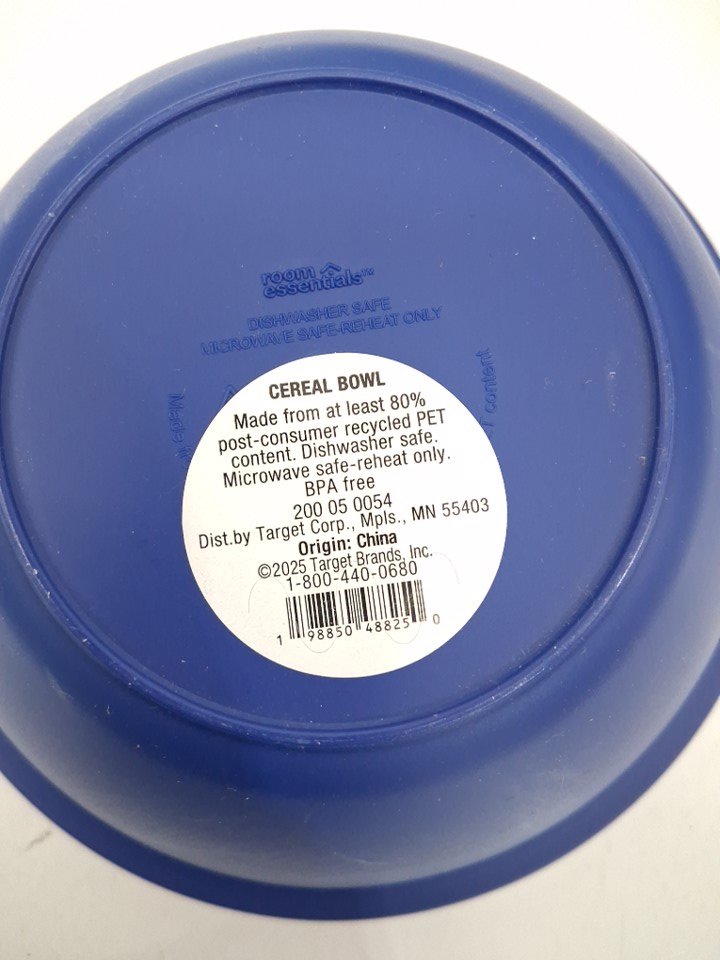 room
essentials™
DISHWASHER SAFE
MICROWAVE SAFE-REHEAT ONLY
Made
content
CEREAL BOWL
Made from at least 80%
post-consumer recycled PET
content. Dishwasher safe.
Microwave safe-reheat only.
BPA free
200 05 0054
Dist.by Target Corp., Mpls., MN 55403
Origin: China
©2025 Target Brands, Inc.
1-800-440-0680
1 98850 48825 0